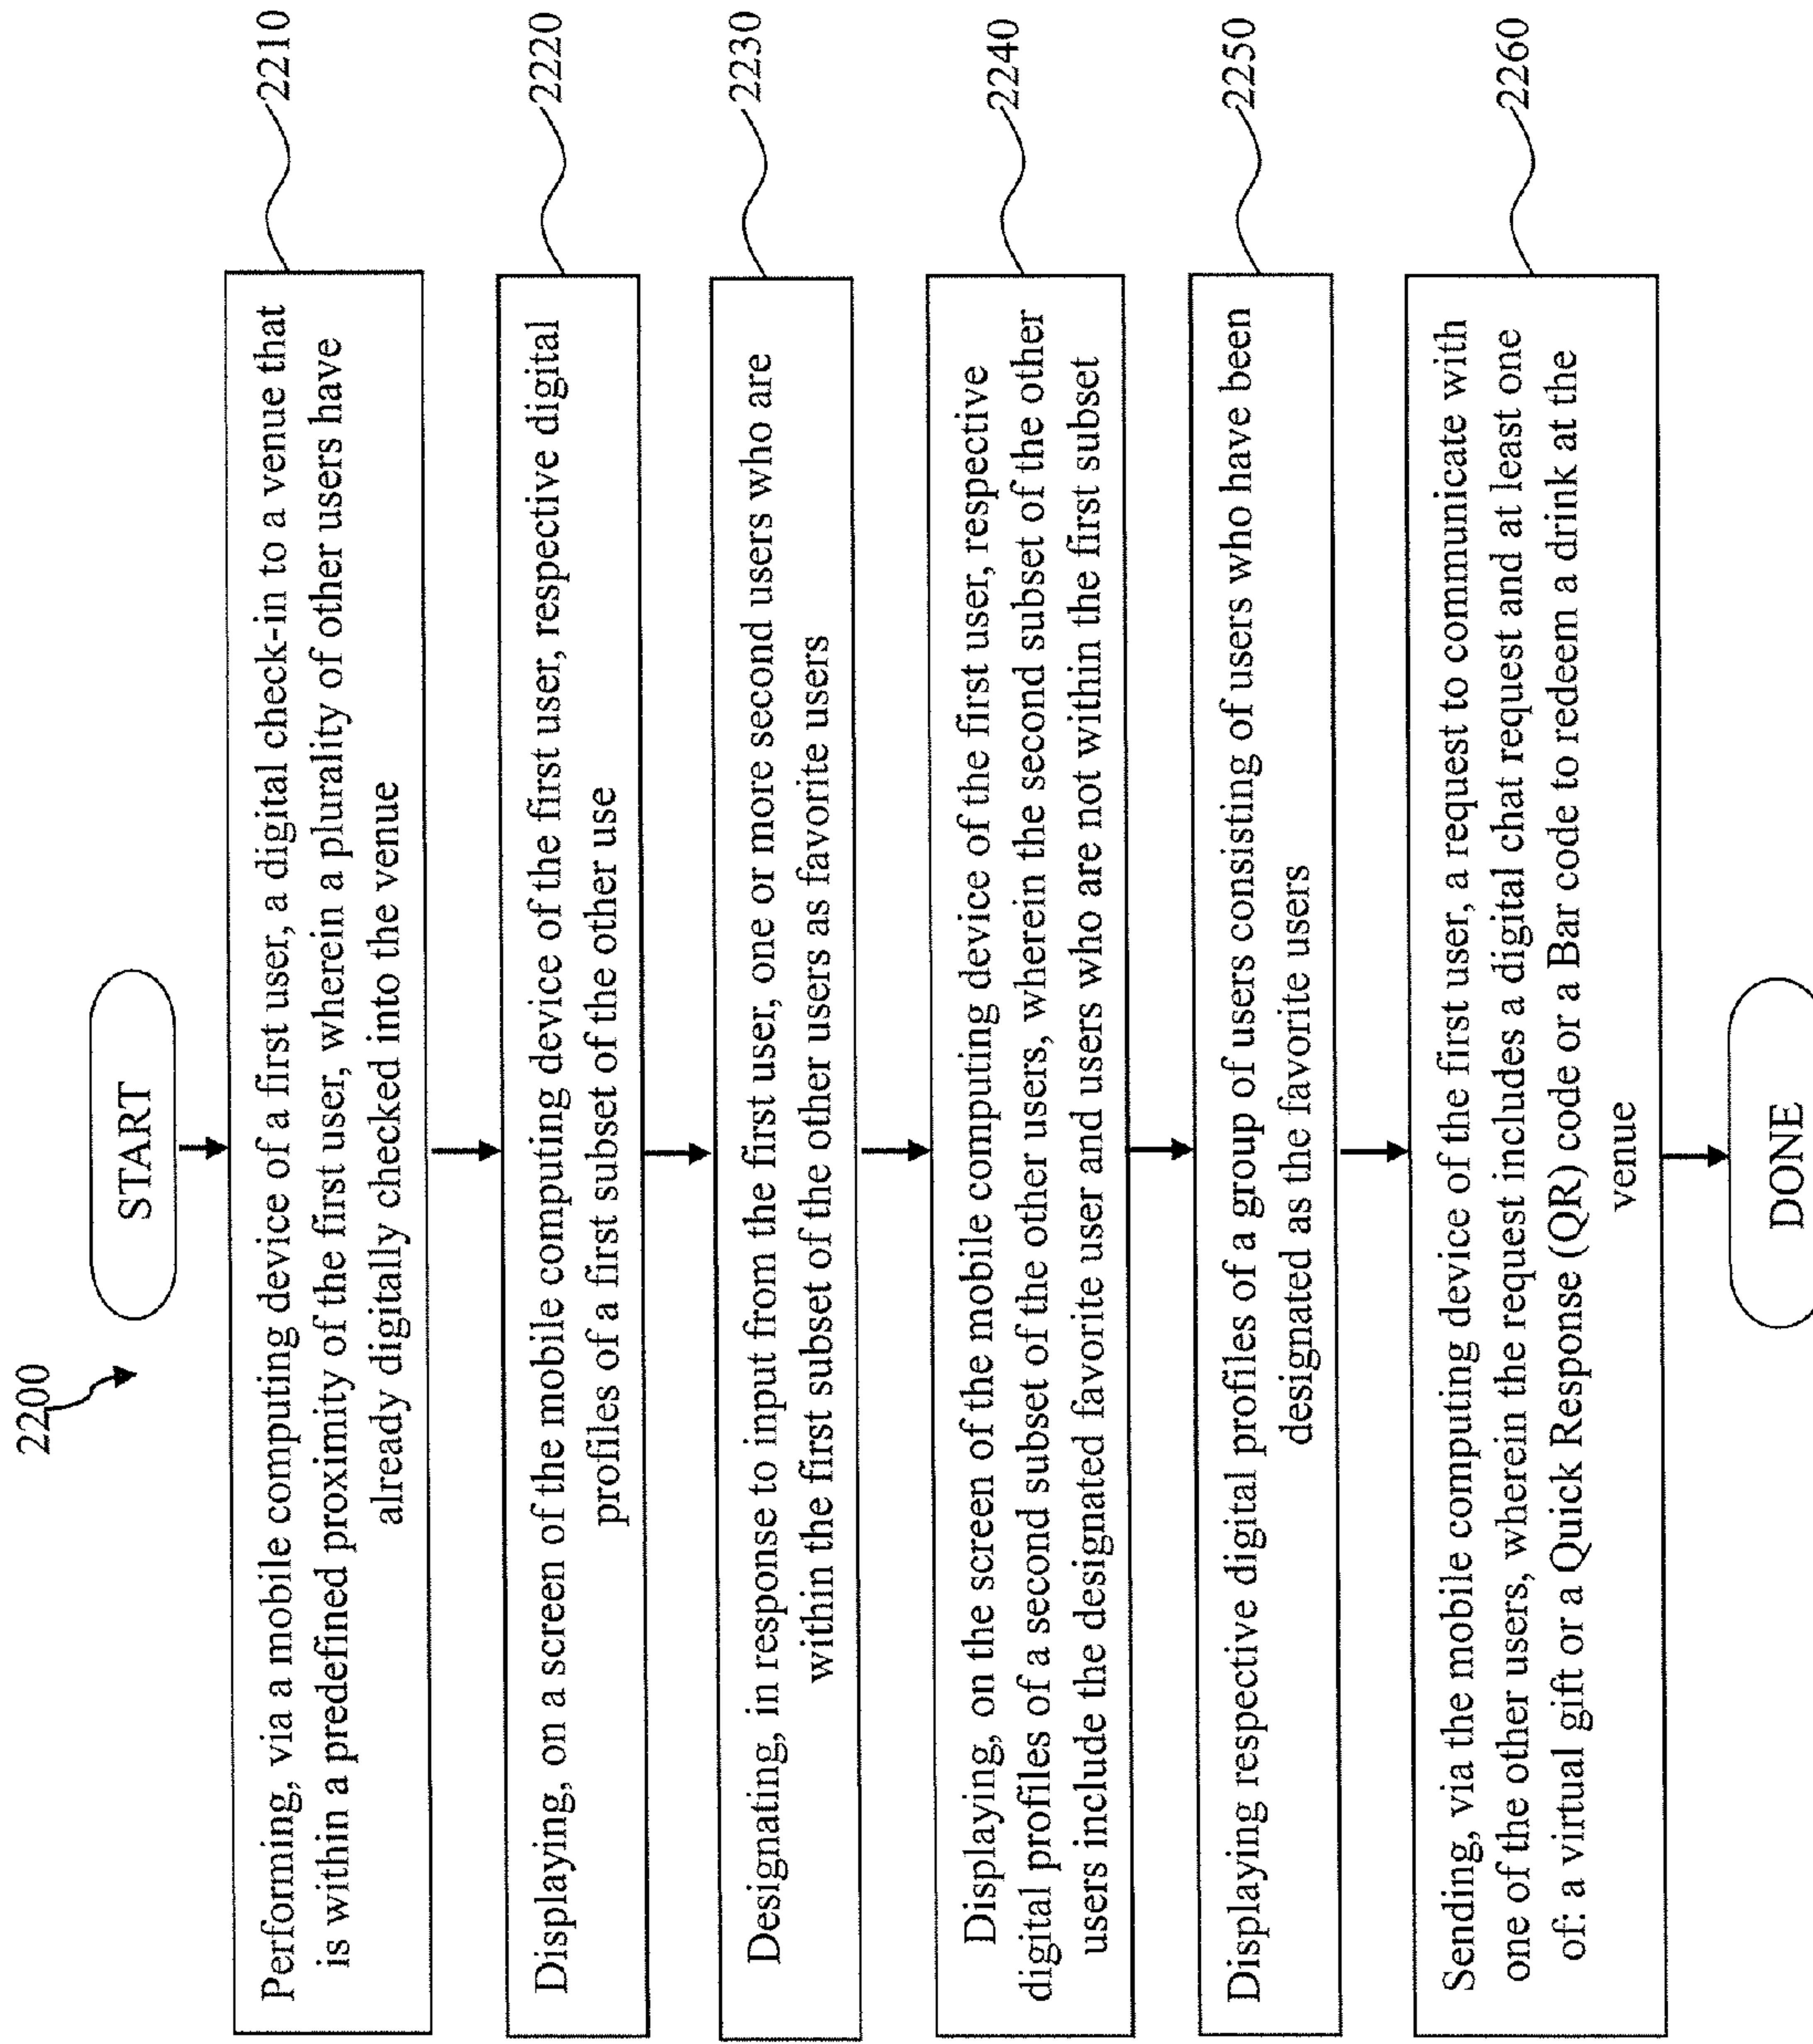 2200
START
Performing, via a mobile computing device of a first user, a digital check-in to a venue that
is within a predefined proximity of the first user, wherein a plurality of other users have
already digitally checked into the venue
2210
Displaying, on a screen of the mobile computing device of the first user, respective digital
profiles of a first subset of the other use
2220
Designating, in response to input from the first user, one or more second users who are
within the first subset of the other users as favorite users
2230
Displaying, on the screen of the mobile computing device of the first user, respective
digital profiles of a second subset of the other users, wherein the second subset of the other
users include the designated favorite user and users who are not within the first subset
2240
Displaying respective digital profiles of a group of users consisting of users who have been
designated as the favorite users
2250
Sending, via the mobile computing device of the first user, a request to communicate with
one of the other users, wherein the request includes a digital chat request and at least one
of: a virtual gift or a Quick Response (QR) code or a Bar code to redeem a drink at the
venue
2260
DONE